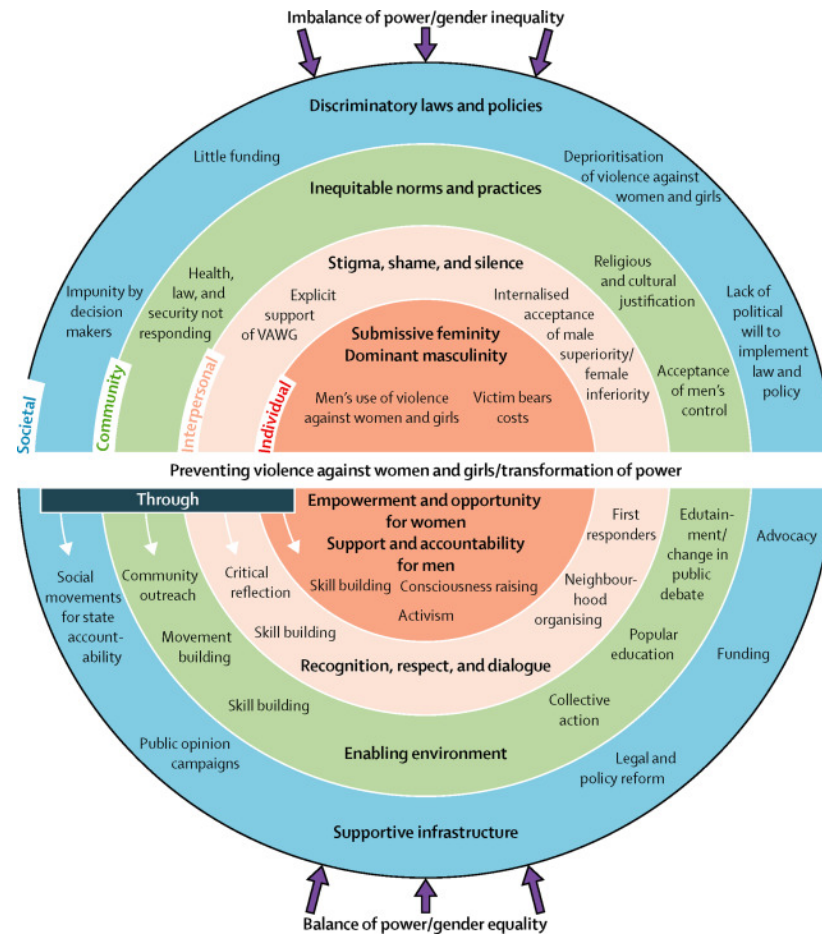 Imbalance of power/gender inequality
Discriminatory laws and policies
Little funding
Deprioritisation
of violence against
women and girls
Inequitable norms and practices
Impunity by
decision
makers
Health,
law, and
security not
responding
Religious
and cultural
justification
Lack of
political
will to
implement
law and
policy
Stigma, shame, and silence
Explicit
support
of VAWG
Internalised
acceptance
of male
superiority/
female
inferiority
Acceptance
of men's
control
Submissive feminity
Dominant masculinity
Men's use of violence
against women and girls
Victim bears
costs
Societal
Community
Interpersonal
Individual
Preventing violence against women and girls/transformation of power
Through
Empowerment and opportunity
for women
Support and accountability
for men
Skill building
Consciousness raising
Activism
First
responders
Edutain-
ment/
change in
public
debate
Advocacy
Social
movements
for state
account-
ability
Community
outreach
Critical
reflection
Neighbour-
hood
organising
Movement
building
Skill building
Popular
education
Funding
Recognition, respect, and dialogue
Skill building
Collective
action
Public opinion
campaigns
Enabling environment
Legal and
policy reform
Supportive infrastructure
Balance of power/gender equality